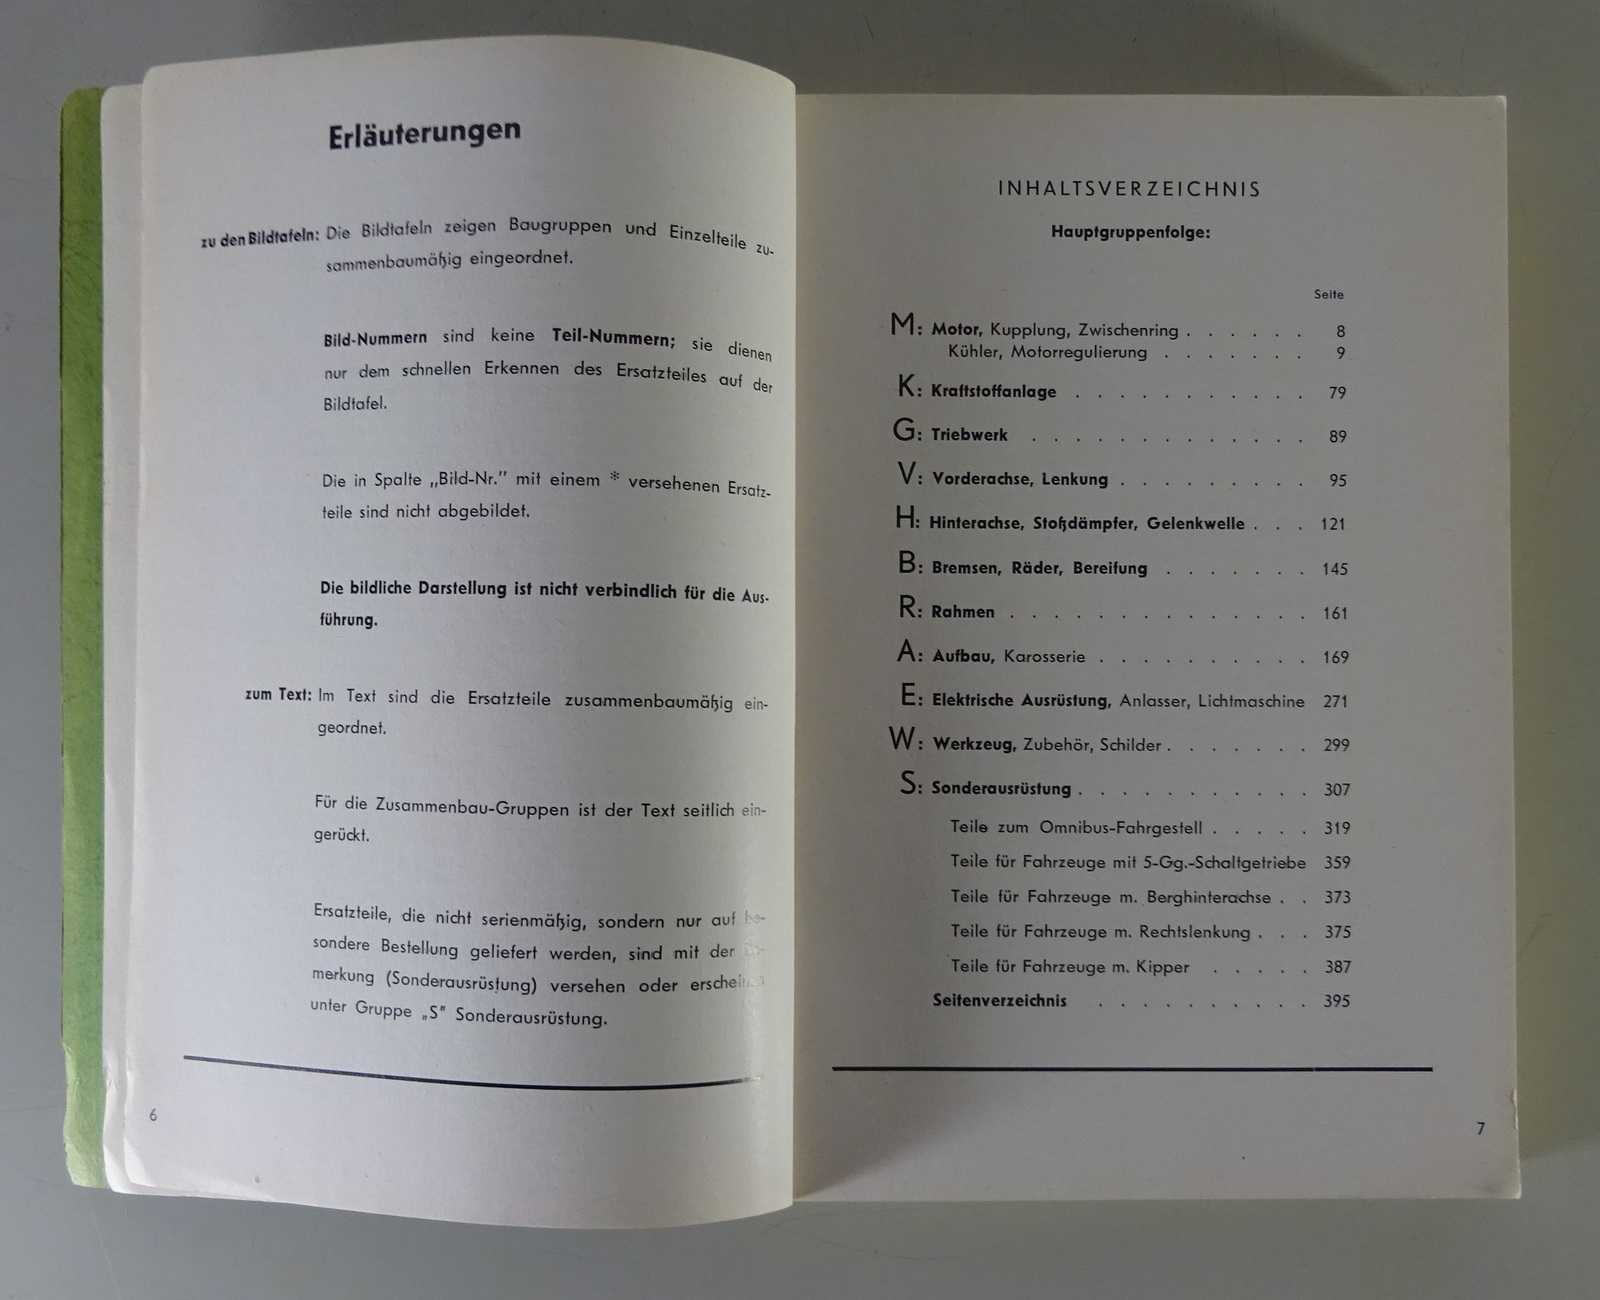 Erläuterungen
zu den Bildtafeln: Die Bildtafeln zeigen Baugruppen und Einzelteile zu-
sammenbaumäßig eingeordnet.
Bild-Nummern sind keine Teil-Nummern; sie dienen
nur dem schnellen Erkennen des Ersatzteiles auf der
Bildtafel.
Die in Spalte „Bild-Nr.” mit einem * versehenen Ersatz-
teile sind nicht abgebildet.
Die bildliche Darstellung ist nicht verbindlich für die Aus-
führung.
zum Text: Im Text sind die Ersatzteile zusammenbaumäßig ein-
geordnet.
Für die Zusammenbau-Gruppen ist der Text seitlich ein-
gerückt.
Ersatzteile, die nicht serienmäßig, sondern nur auf be-
sondere Bestellung geliefert werden, sind mit der
merkung (Sonderausrüstung) versehen oder erscheinen
unter Gruppe „S” Sonderausrüstung.
6
INHALTSVERZEICHNIS
Hauptgruppenfolge:
Seite
M: Motor, Kupplung, Zwischenring . . . . . . 8
Kühler, Motorregulierung . . . . . . . 9
K: Kraftstoffanlage . . . . . . . . . . . 79
G: Triebwerk . . . . . . . . . . . . . 89
V: Vorderachse, Lenkung . . . . . . . . . 95
H: Hinterachse, Stoßdämpfer, Gelenkwelle . . . 121
B: Bremsen, Räder, Bereifung . . . . . . . 145
R: Rahmen . . . . . . . . . . . . . . 161
A: Aufbau, Karosserie . . . . . . . . . . 169
E: Elektrische Ausrüstung, Anlasser, Lichtmaschine 271
W: Werkzeug, Zubehör, Schilder . . . . . . . 299
S: Sonderausrüstung . . . . . . . . . . . 307
Teile zum Omnibus-Fahrgestell . . . . . 319
Teile für Fahrzeuge mit 5-Gg.-Schaltgetriebe 359
Teile für Fahrzeuge m. Berghinterachse . . 373
Teile für Fahrzeuge m. Rechtslenkung . . . 375
Teile für Fahrzeuge m. Kipper . . . . . 387
Seitenverzeichnis . . . . . . . . . . 395
7